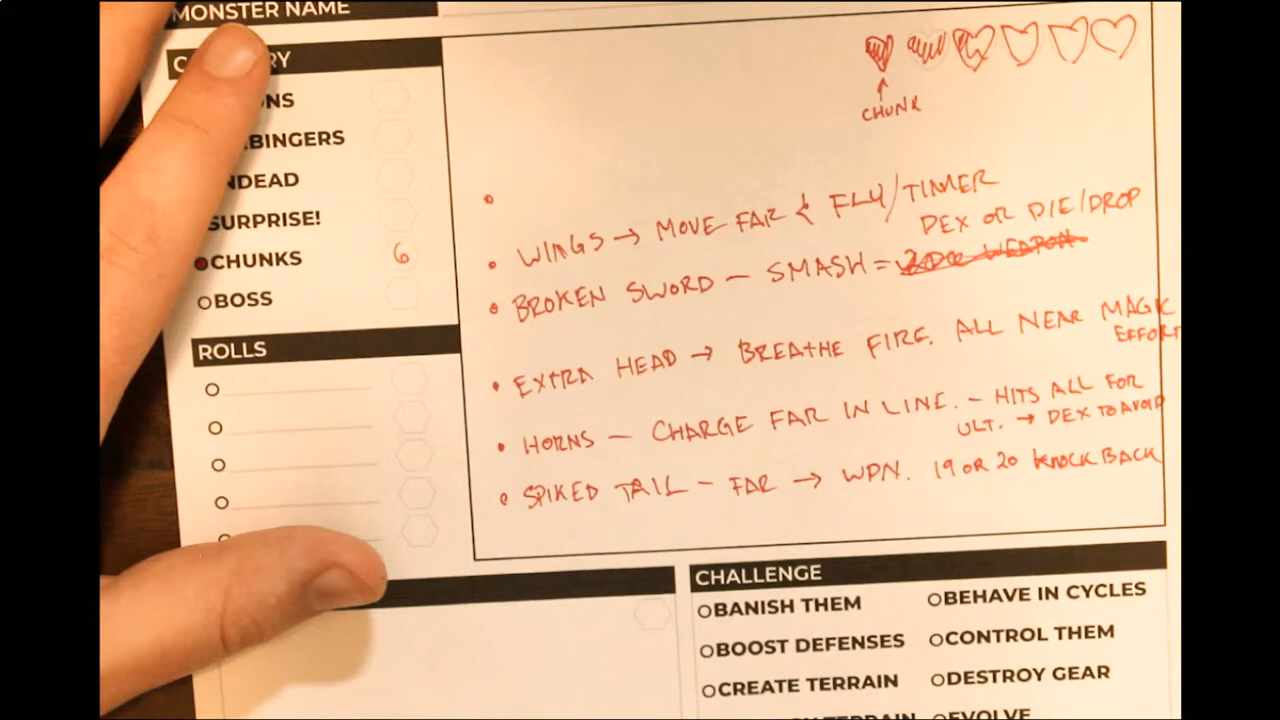 MONSTER NAME
RY
NS
BINGERS
NDEAD
SURPRISE!
CHUNKS 6
BOSS
ROLLS
CHUNK
WINGS → MOVE FAR & FLY/TIMER
BROKEN SWORD - SMASH = DEX OR DIE/DROP
EXTRA HEAD → BREATHE FIRE. ALL NEAR MAGIC
EFFORT
HORNS - CHARGE FAR IN LINE. - HITS ALL FOR
ULT. → DEX TO AVOID
SPIKED TAIL - FAR → WPN. 19 OR 20 KNOCK BACK
CHALLENGE
BANISH THEM
BOOST DEFENSES
CREATE TERRAIN
TERRAIN
BEHAVE IN CYCLES
CONTROL THEM
DESTROY GEAR
EVOLVE